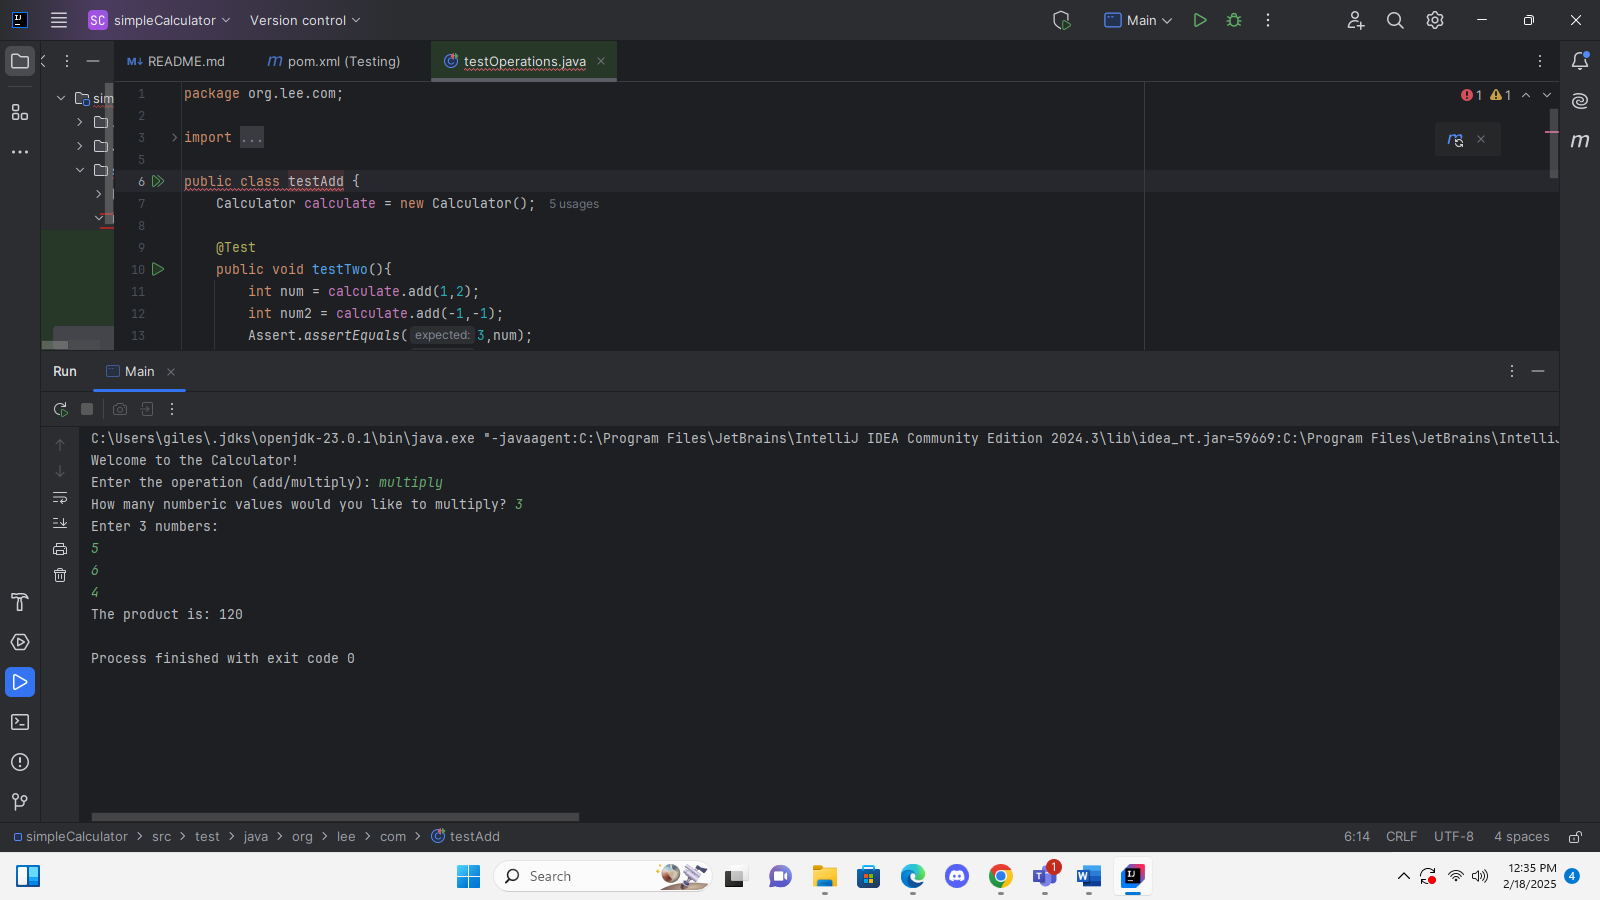 SC simpleCalculator Version control Main
README.md pom.xml (Testing) testOperations.java
sim
1 package org.lee.com;
1 1
2
3 import ...
5
6 public class testAdd {
7 Calculator calculate = new Calculator(); 5 usages
8
9 @Test
10 public void testTwo(){
11 int num = calculate.add(1,2);
12 int num2 = calculate.add(-1,-1);
13 Assert.assertEquals( expected: 3,num);
Run Main
C:\Users\giles\.jdks\openjdk-23.0.1\bin\java.exe "-javaagent:C:\Program Files\JetBrains\IntelliJ IDEA Community Edition 2024.3\lib\idea_rt.jar=59669:C:\Program Files\JetBrains\IntelliJ
Welcome to the Calculator!
Enter the operation (add/multiply): multiply
How many numberic values would you like to multiply? 3
Enter 3 numbers:
5
6
4
The product is: 120
Process finished with exit code 0
simpleCalculator > src > test > java > org > lee > com > testAdd 6:14 CRLF UTF-8 4 spaces
Search
1
12:35 PM
2/18/2025
4